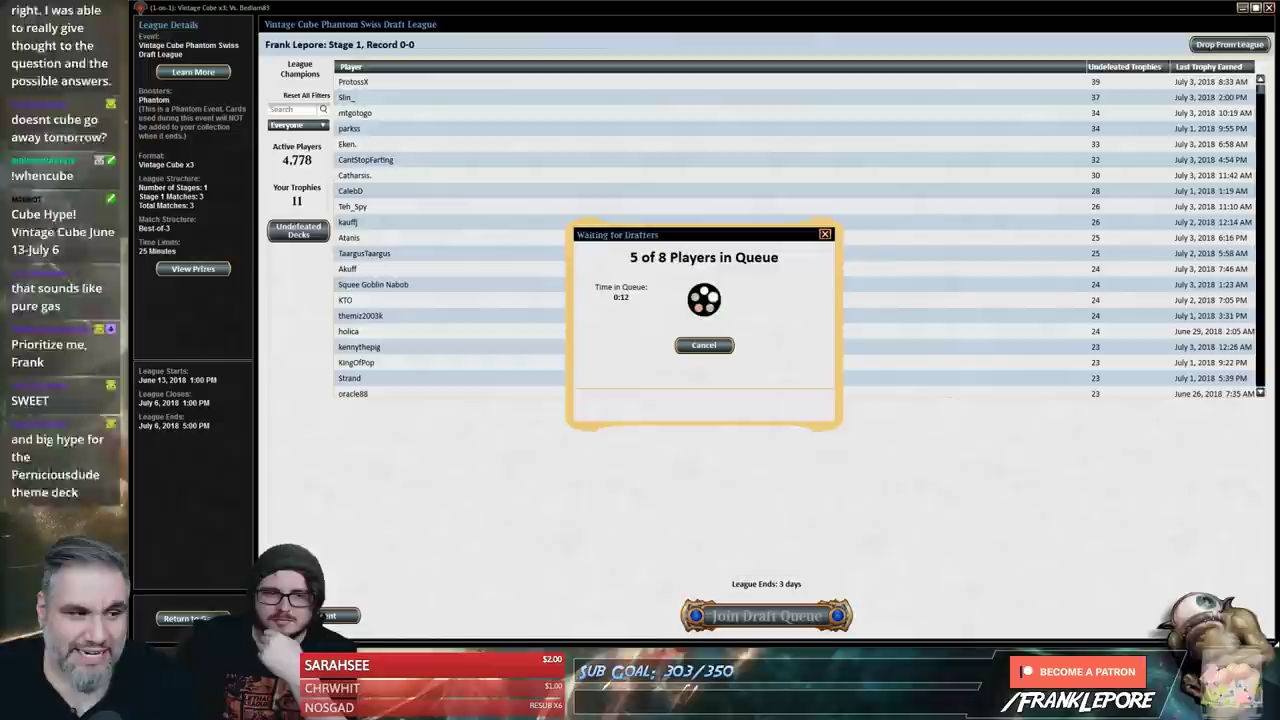 right. I was able
to really give
thought to the
question and the
possible answers.
doesnt cube go
away tomorrow?
!whencube
Cube Hype!
Vintage Cube June
13-July 6
that sounds like
pure gas
Prioritize me,
Frank
SWEET
and big hype for
the
Perniciousdude
theme deck
(1-on-1): Vintage Cube x3: Vs. Bedlam83
League Details
Event:
Vintage Cube Phantom Swiss
Draft League
Learn More
Boosters:
Phantom
(This is a Phantom Event. Cards
used during this event will NOT
be added to your collection
when it ends.)
Format:
Vintage Cube x3
League Structure:
Number of Stages: 1
Stage 1 Matches: 3
Total Matches: 3
Match Structure:
Best-of-3
Time Limits:
25 Minutes
View Prizes
League Starts:
June 13, 2018 1:00 PM
League Closes:
July 6, 2018 1:00 PM
League Ends:
July 6, 2018 5:00 PM
Vintage Cube Phantom Swiss Draft League
Frank Lepore: Stage 1, Record 0-0
Drop From League
League
Champions
Reset All Filters
Search
Everyone
Active Players
4,778
Your Trophies
11
Undefeated
Decks
Player Undefeated Trophies Last Trophy Earned
ProtossX 39 July 3, 2018 8:33 AM
Slin_ 37 July 3, 2018 2:00 PM
mtgotogo 34 July 3, 2018 10:19 AM
parkss 34 July 1, 2018 9:55 PM
Eken. 33 July 3, 2018 6:58 AM
CantStopFarting 32 July 3, 2018 4:54 PM
Catharsis. 30 July 3, 2018 11:42 AM
CalebD 28 July 1, 2018 1:19 AM
Teh_Spy 26 July 3, 2018 11:10 AM
kauffj 26 July 2, 2018 12:14 AM
Atanis 25 July 3, 2018 6:16 PM
TaargusTaargus 25 July 2, 2018 5:58 AM
Akuff 24 July 3, 2018 7:46 AM
Squee Goblin Nabob 24 July 3, 2018 1:23 AM
KTO 24 July 2, 2018 7:05 PM
themiz2003k 24 July 1, 2018 3:31 PM
holica 24 June 29, 2018 2:05 AM
kennythepig 23 July 3, 2018 12:26 AM
KingOfPop 23 July 1, 2018 9:22 PM
Strand 23 July 1, 2018 5:39 PM
oracle88 23 June 26, 2018 7:35 AM
Waiting for Drafters
5 of 8 Players in Queue
Time in Queue:
0:12
Cancel
League Ends: 3 days
Join Draft Queue
Return to
SARAHSEE $2.00
CHRWHIT $1.00
NOSGAD RESUB X6
SUB GOAL: 303/350
BECOME A PATRON
/FRANKLEPORE